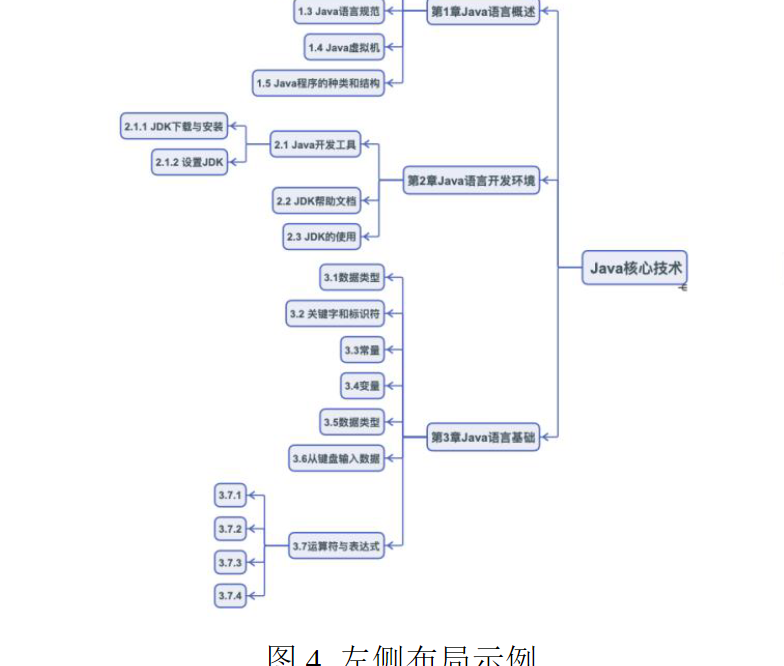 1.3 Java语言规范
第1章Java语言概述
1.4 Java虚拟机
1.5 Java程序的种类和结构
2.1.1 JDK下载与安装
2.1 Java开发工具
2.1.2 设置JDK
第2章Java语言开发环境
2.2 JDK帮助文档
2.3 JDK的使用
Java核心技术
3.1数据类型
3.2 关键字和标识符
3.3常量
3.4变量
3.5数据类型
第3章Java语言基础
3.6从键盘输入数据
3.7.1
3.7.2
3.7运算符与表达式
3.7.3
3.7.4
图 4 左侧布局示例